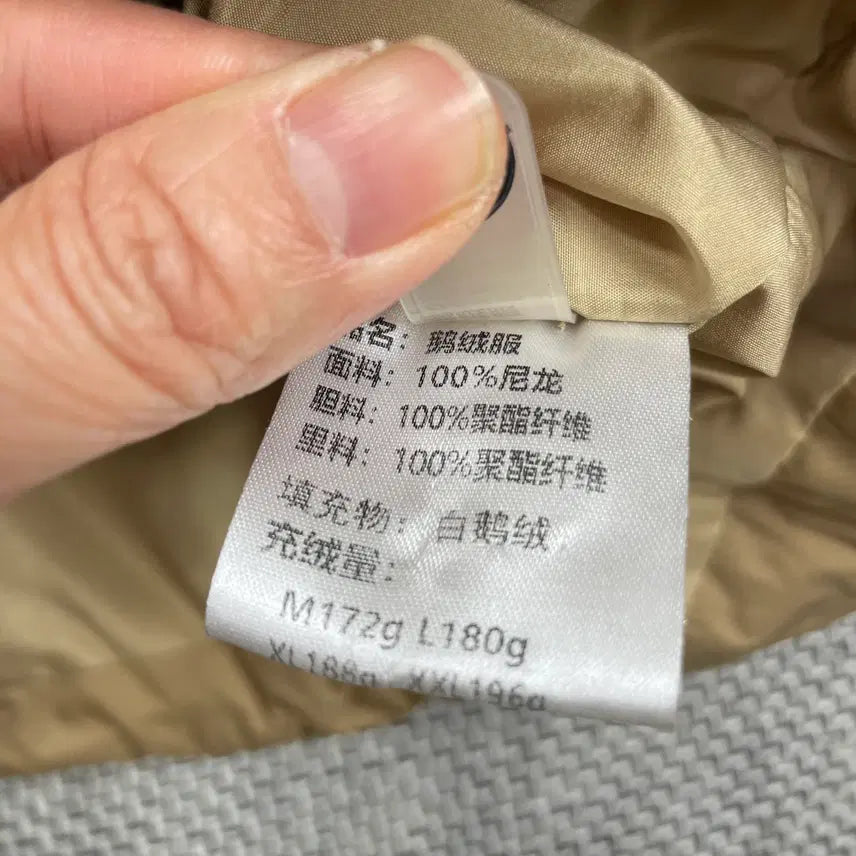 名：鹅绒服
面料：100%尼龙
胆料：100%聚酯纤维
里料：100%聚酯纤维
填充物：白鹅绒
充绒量：
M172g L180g
XL188g XXL196g